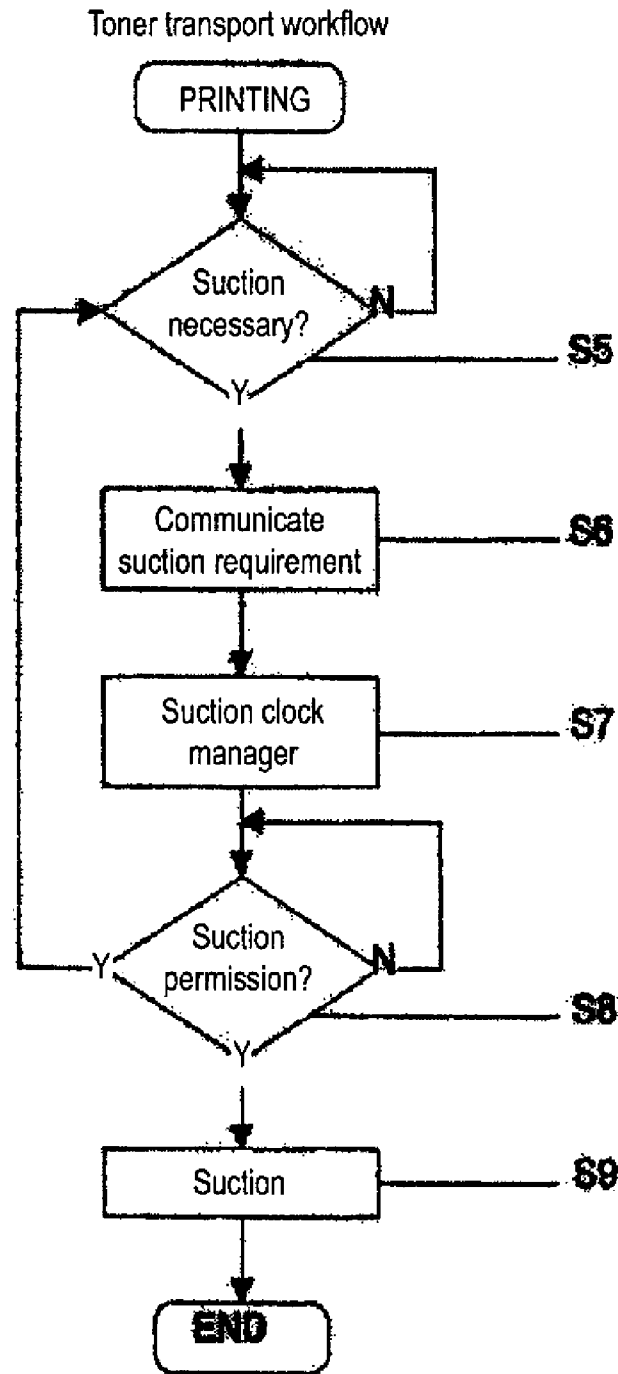 Toner transport workflow
PRINTING
Suction
necessary?
N
S5
Y
Communicate
suction requirement
S6
Suction clock
manager
S7
Suction
permission?
Y
N
S8
Y
Suction
S9
END